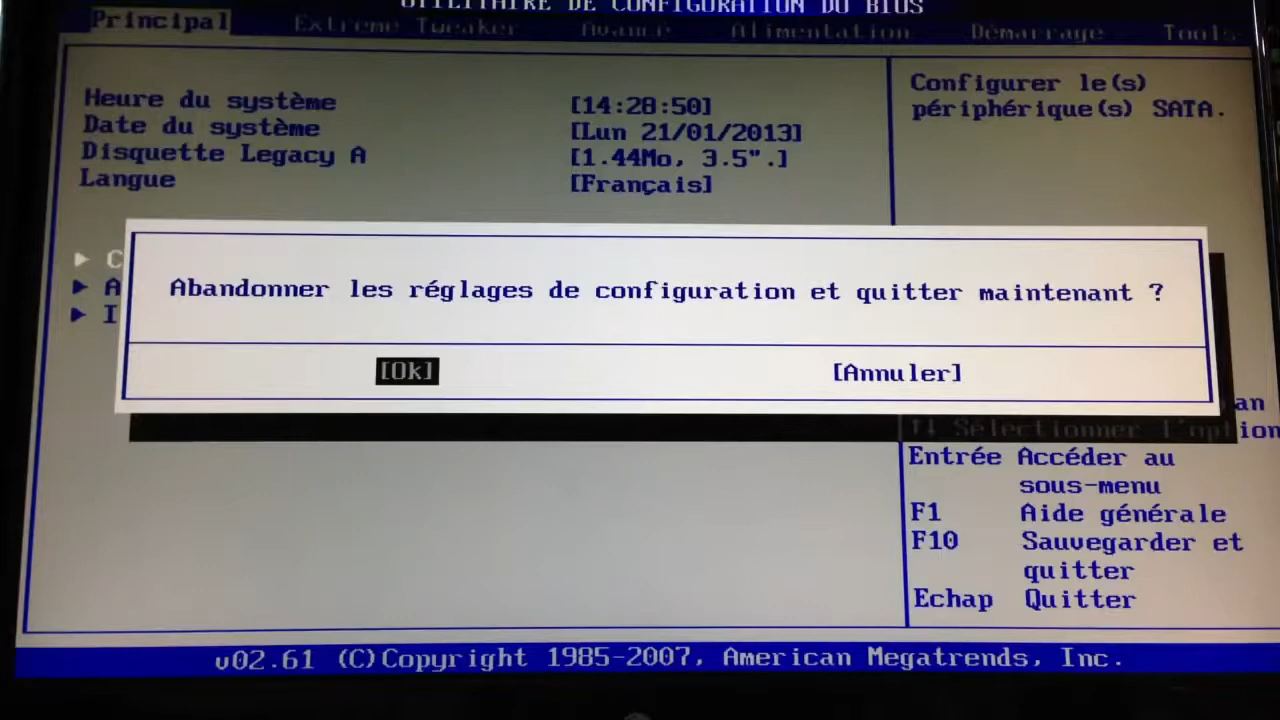 UTILITAIRE DE CONFIGURATION DU BIOS
Principal Extreme Tweaker Avancé Alimentation Démarrage Tools
Heure du système [14:28:50]
Date du système [Lun 21/01/2013]
Disquette Legacy A [1.44Mo, 3.5".]
Langue [Français]
Configurer le(s)
périphérique(s) SATA.
▶ C
▶ A
▶ I
Abandonner les réglages de configuration et quitter maintenant ?
[Ok] [Annuler]
an
↑↓ Sélectionner l'option
Entrée Accéder au
sous-menu
F1 Aide générale
F10 Sauvegarder et
quitter
Echap Quitter
v02.61 (C)Copyright 1985-2007, American Megatrends, Inc.